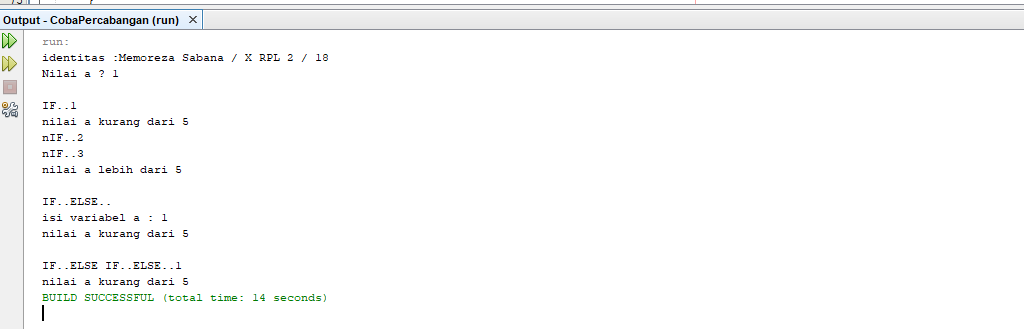 Output - CobaPercabangan (run)
run:
identitas :Memoreza Sabana / X RPL 2 / 18
Nilai a ? 1
IF..1
nilai a kurang dari 5
nIF..2
nIF..3
nilai a lebih dari 5
IF..ELSE..
isi variabel a : 1
nilai a kurang dari 5
IF..ELSE IF..ELSE..1
nilai a kurang dari 5
BUILD SUCCESSFUL (total time: 14 seconds)